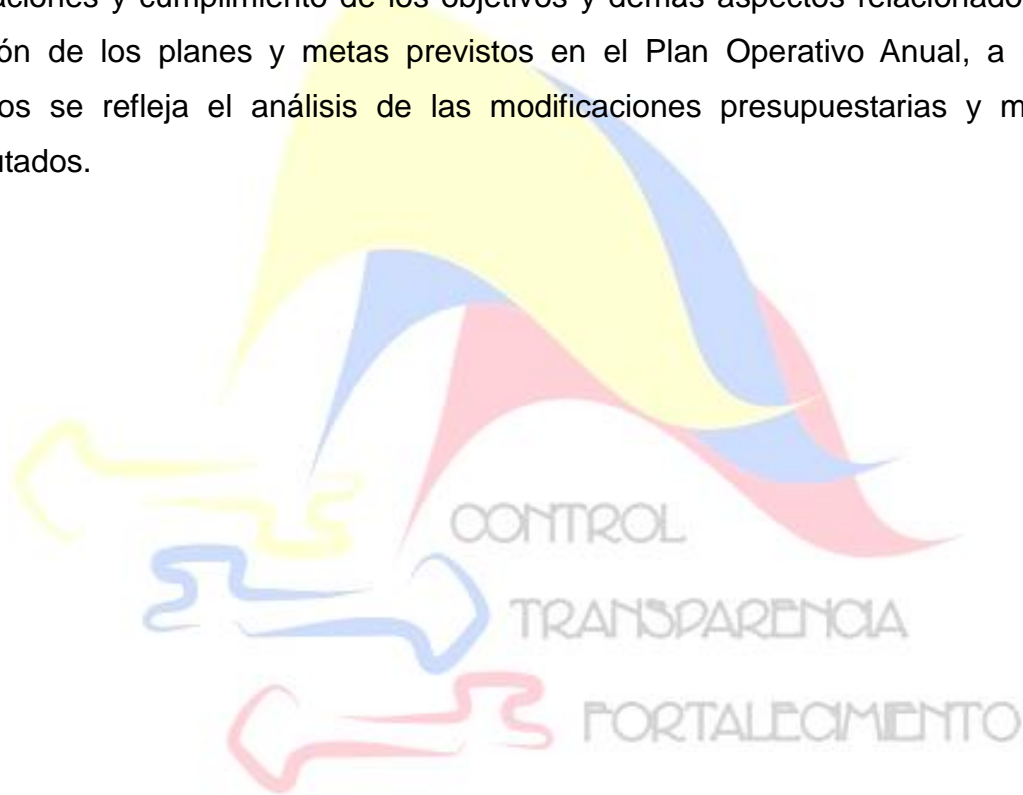 aciones y cumplimiento de los objetivos y demás aspectos relacionado
ón de los planes y metas previstos en el Plan Operativo Anual, a
os se refleja el análisis de las modificaciones presupuestarias y m
utados.
CONTROL
TRANSPARENCIA
FORTALECIMIENTO